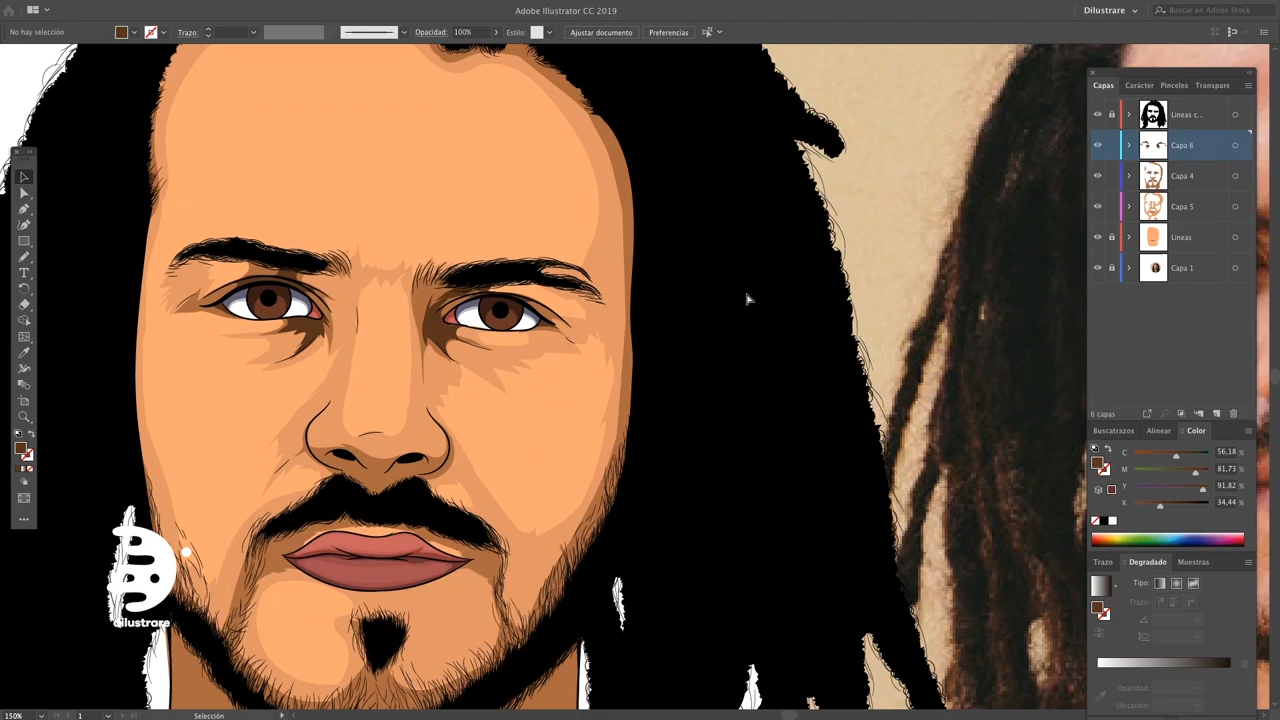 Adobe Illustrator CC 2019
Dilustrare
Buscar en Adobe Stock
No hay selección
Trazo:
Opacidad: 100%
Estilo:
Ajustar documento
Preferencias
Capas Carácter Pinceles Transpare
Líneas c...
Capa 6
Capa 4
Capa 5
Lineas
Capa 1
6 capas
Buscatrazos Alinear Color
C 56,18 %
M 81,73 %
Y 91,82 %
K 34,44 %
Trazo Degradado Muestras
Tipo:
Trazo:
Opacidad:
Ubicación:
dilustrare
150% 1 Selección